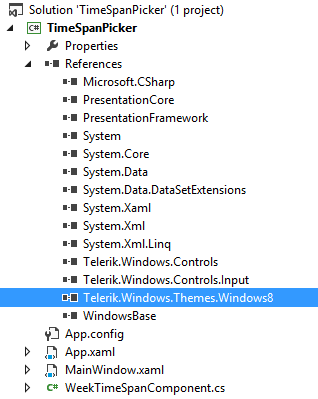 Solution 'TimeSpanPicker' (1 project)
TimeSpanPicker
Properties
References
Microsoft.CSharp
PresentationCore
PresentationFramework
System
System.Core
System.Data
System.Data.DataSetExtensions
System.Xaml
System.Xml
System.Xml.Linq
Telerik.Windows.Controls
Telerik.Windows.Controls.Input
Telerik.Windows.Themes.Windows8
WindowsBase
App.config
App.xaml
MainWindow.xaml
C# WeekTimeSpanComponent.cs